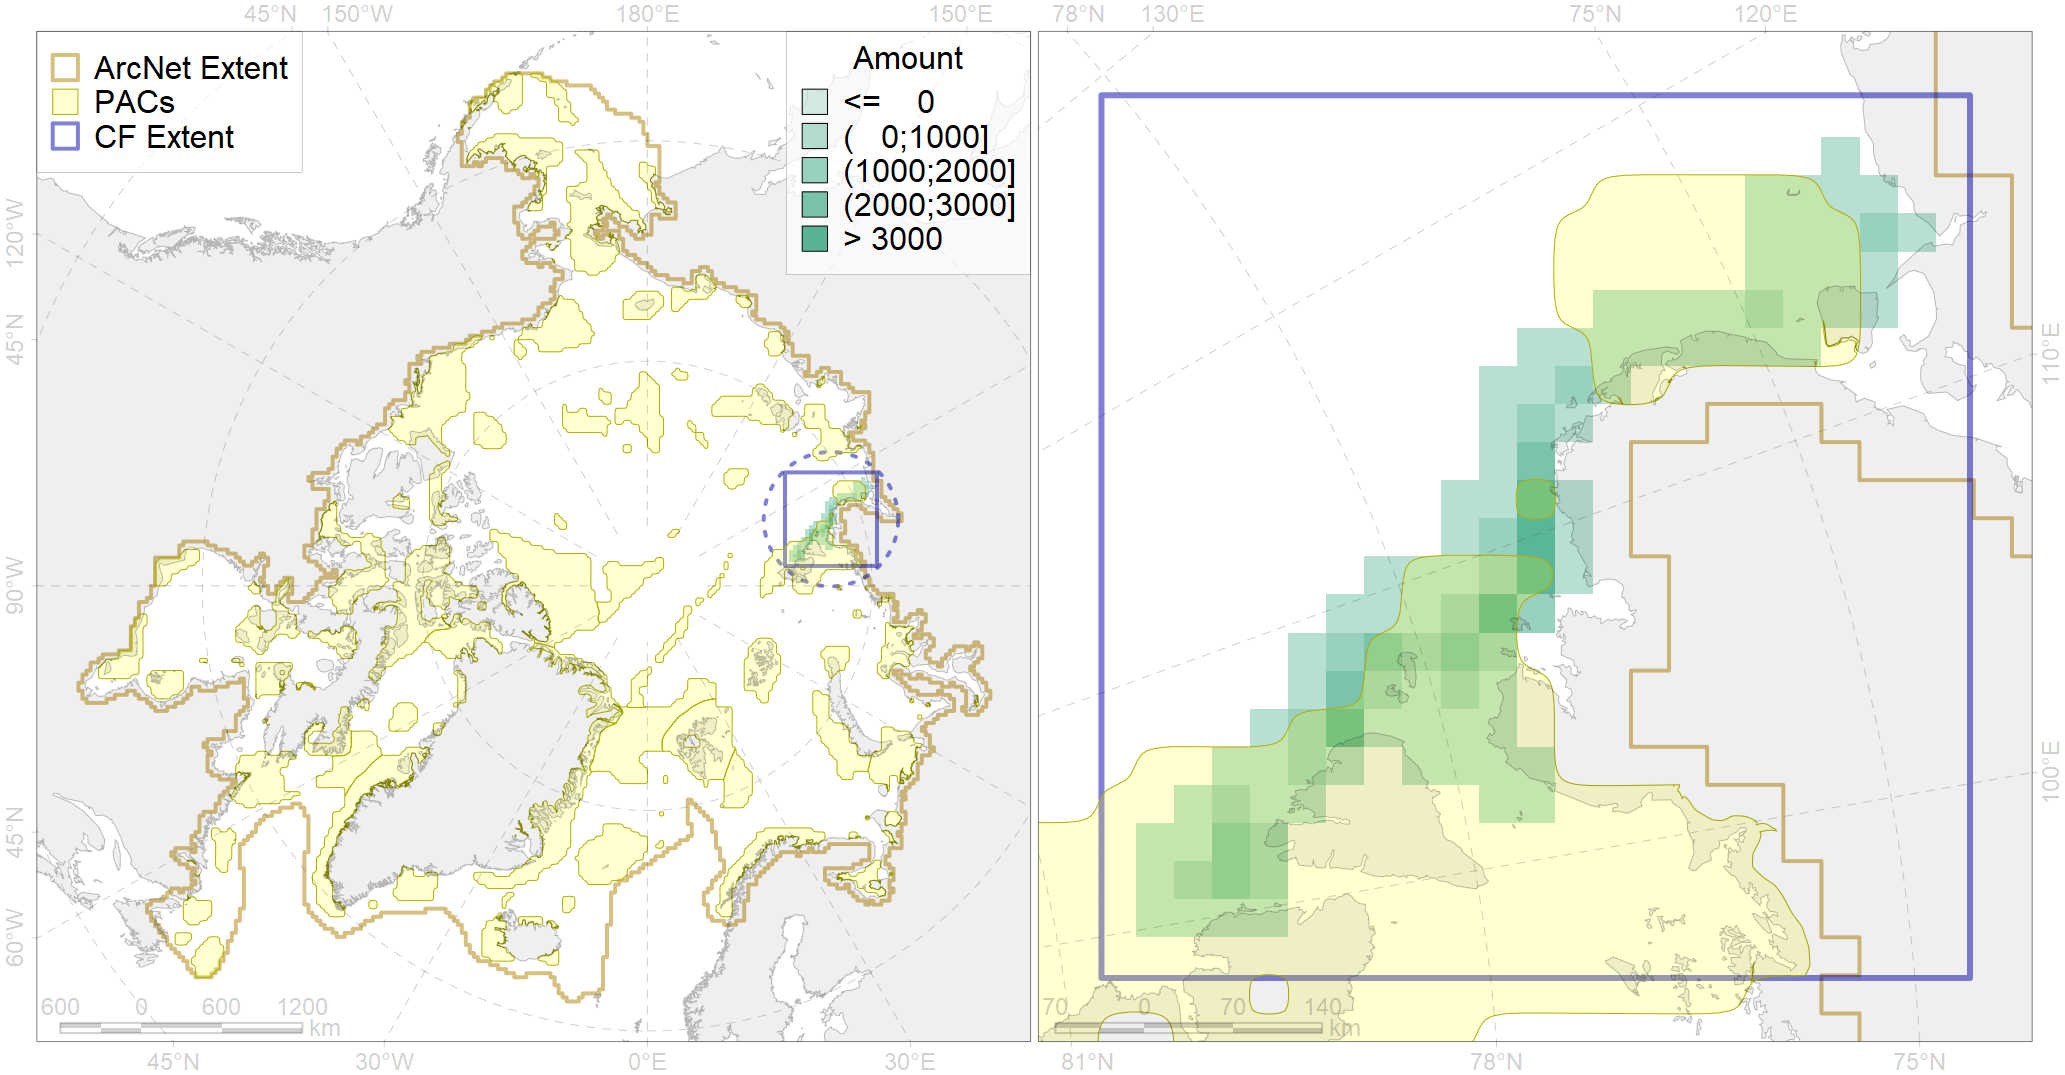 45°N 150°W 180°E 150°E 78°N 130°E 75°N 120°E
ArcNet Extent
PACs
CF Extent
Amount
<= 0
( 0;1000]
(1000;2000]
(2000;3000]
> 3000
120°W
45°N
90°W
45°N
60°W
110°E
100°E
600 0 600 1200
km
70 0 70 140
km
45°N 30°W 0°E 30°E 81°N 78°N 75°N